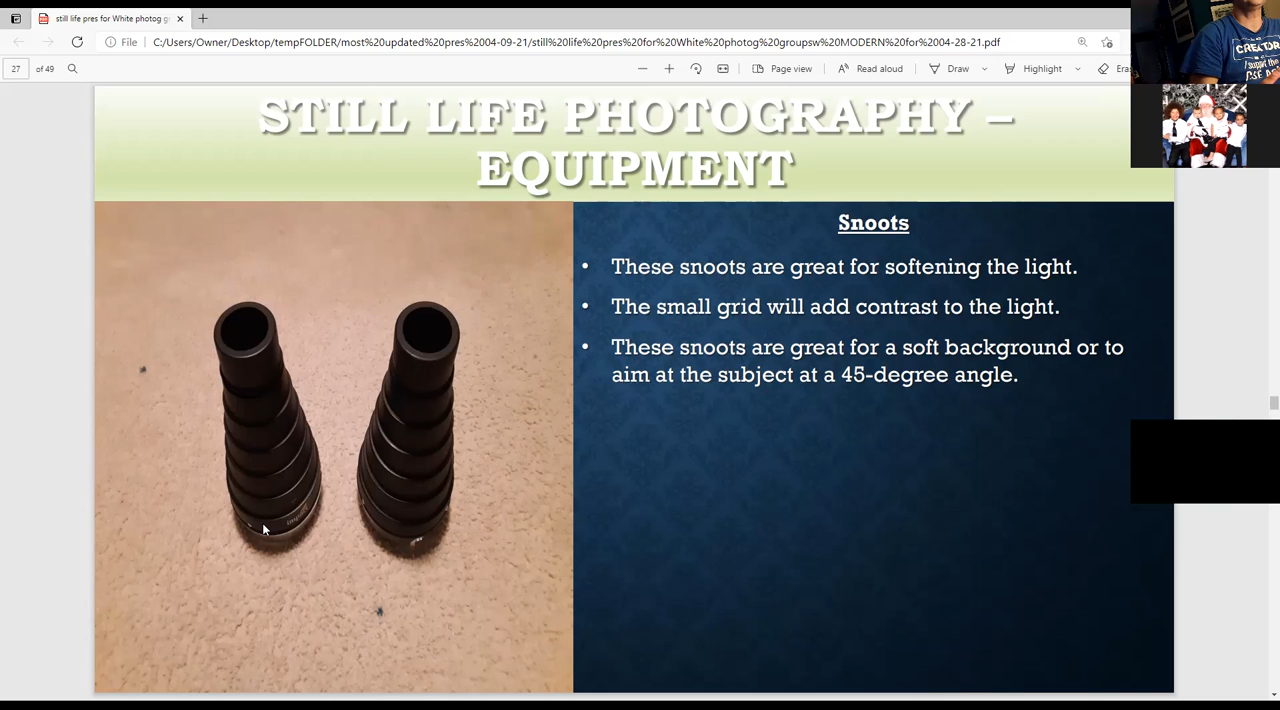 still life pres for White photog g
File
C:/Users/Owner/Desktop/tempFOLDER/most%20updated%20pres%2004-09-21/still%20life%20pres%20for%20White%20photog%20groupsw%20MODERN%20for%2004-28-21.pdf
27 of 49
Page view
Read aloud
Draw
Highlight
Eras
CREATOR
STILL LIFE PHOTOGRAPHY –
EQUIPMENT
Snoots
• These snoots are great for softening the light.
• The small grid will add contrast to the light.
• These snoots are great for a soft background or to
aim at the subject at a 45-degree angle.